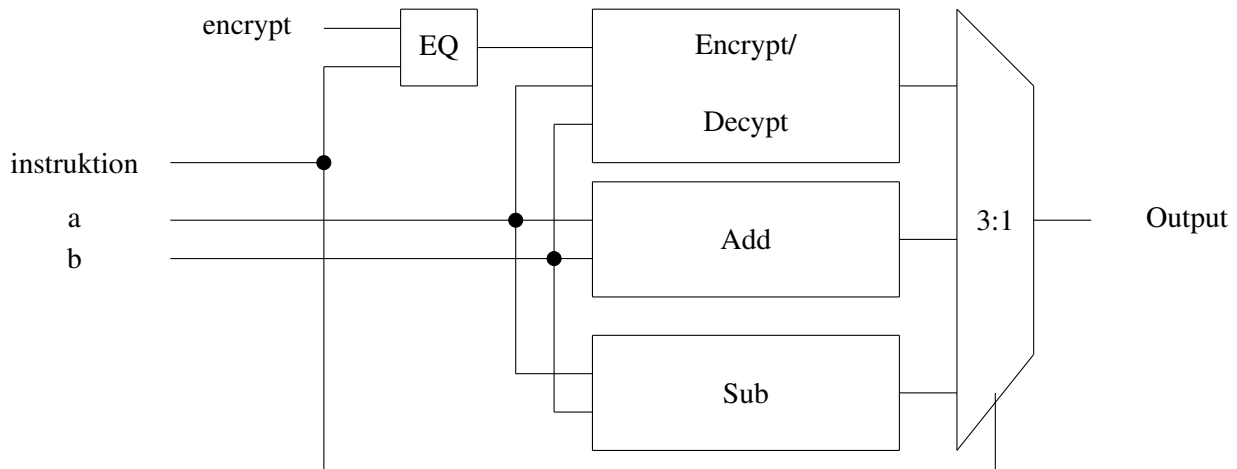 encrypt
EQ
Encrypt/
Decypt
instruktion
a
b
Add
3:1
Output
Sub